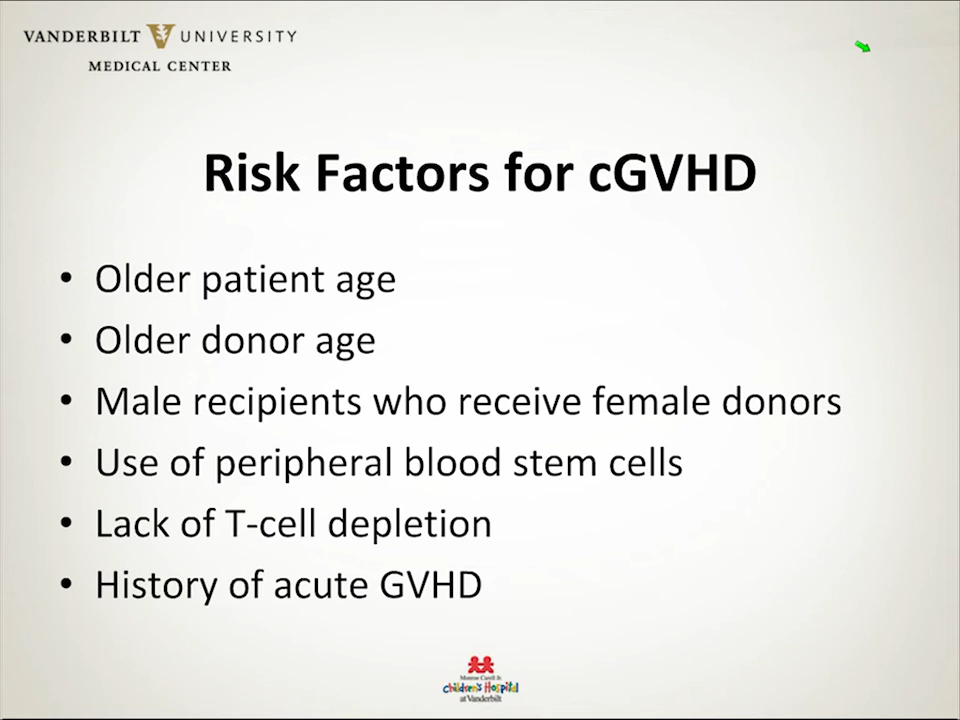 VANDERBILT UNIVERSITY
MEDICAL CENTER
Risk Factors for cGVHD
• Older patient age
• Older donor age
• Male recipients who receive female donors
• Use of peripheral blood stem cells
• Lack of T-cell depletion
• History of acute GVHD
Monroe Carell Jr.
Children's Hospital
at Vanderbilt